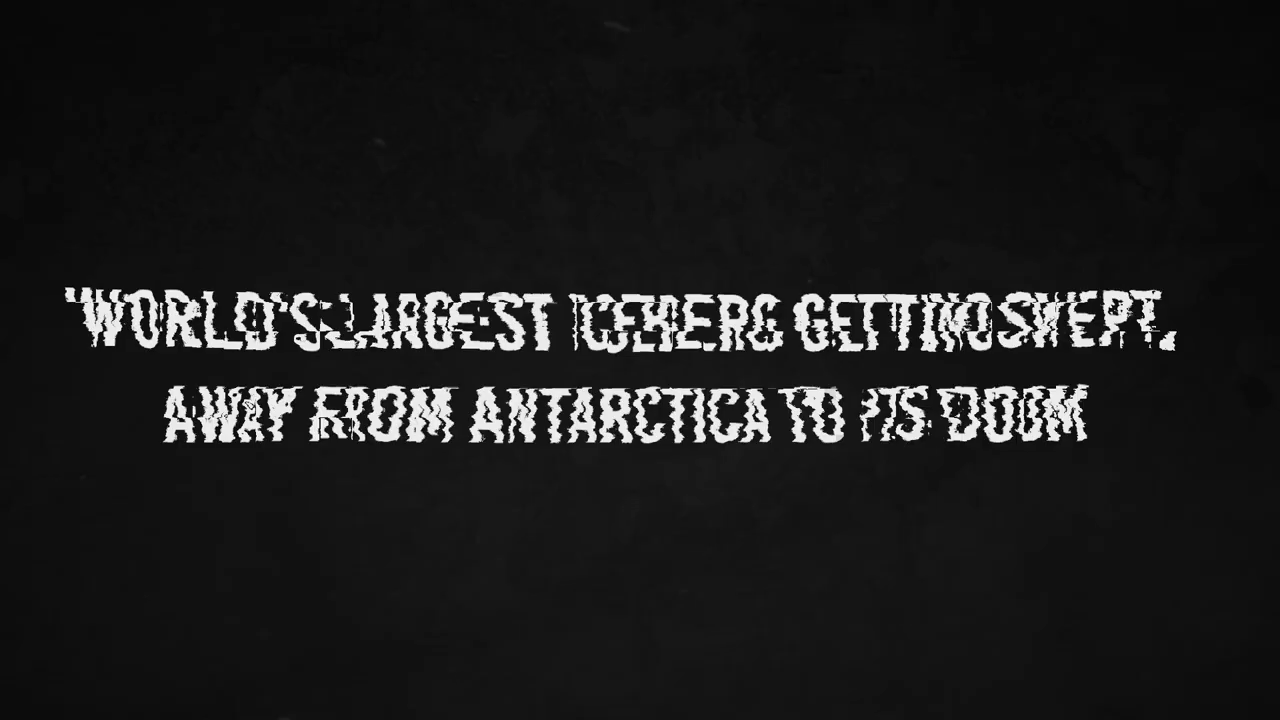 "WORLD'S LARGEST ICEBERG GETTING SWEPT,
AWAY FROM ANTARCTICA TO ITS DOOM